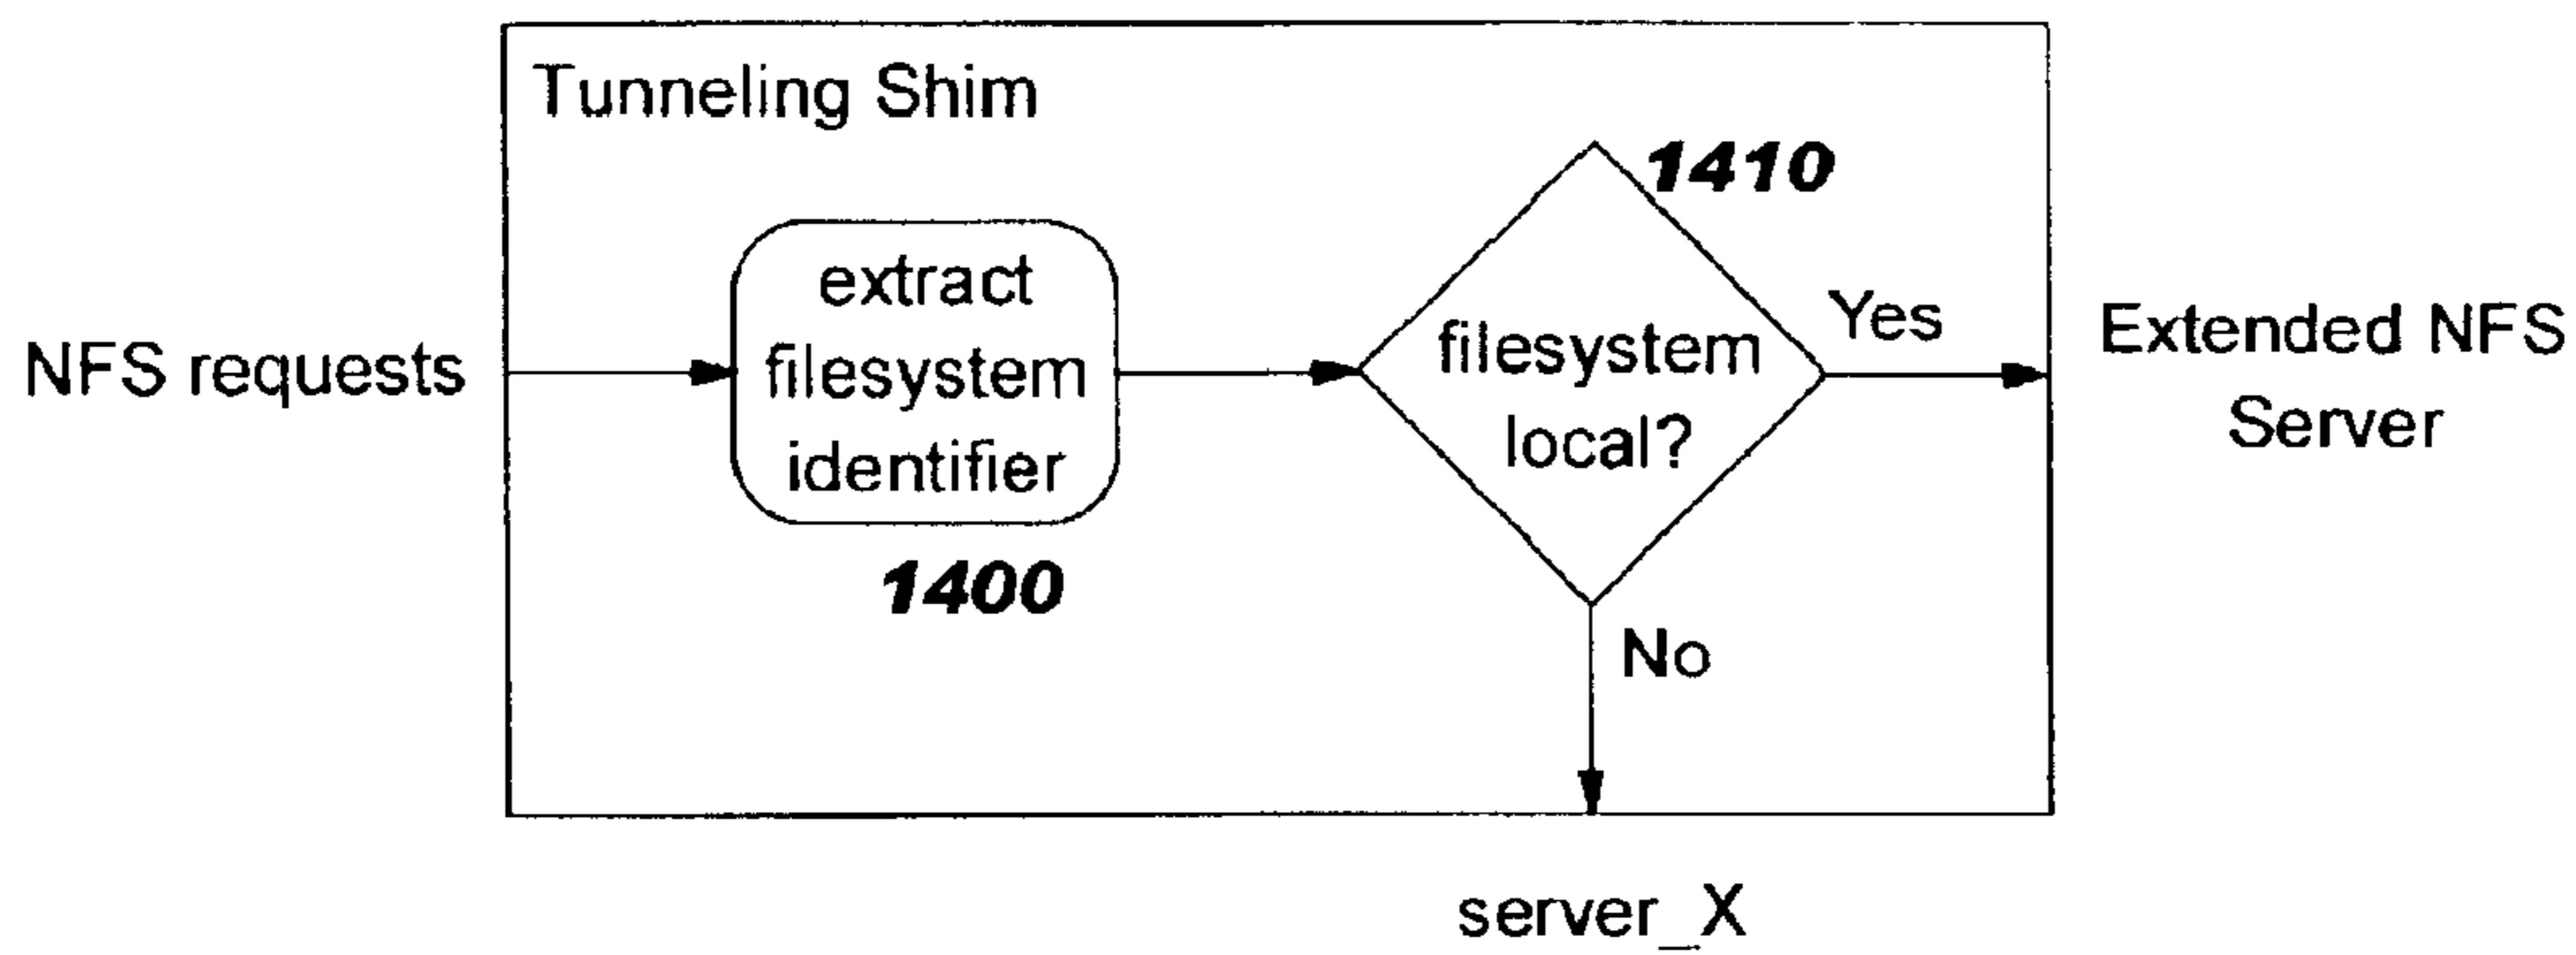 Tunneling Shim
NFS requests
extract
filesystem
identifier
1400
1410
filesystem
local?
Yes
No
Extended NFS
Server
server_X